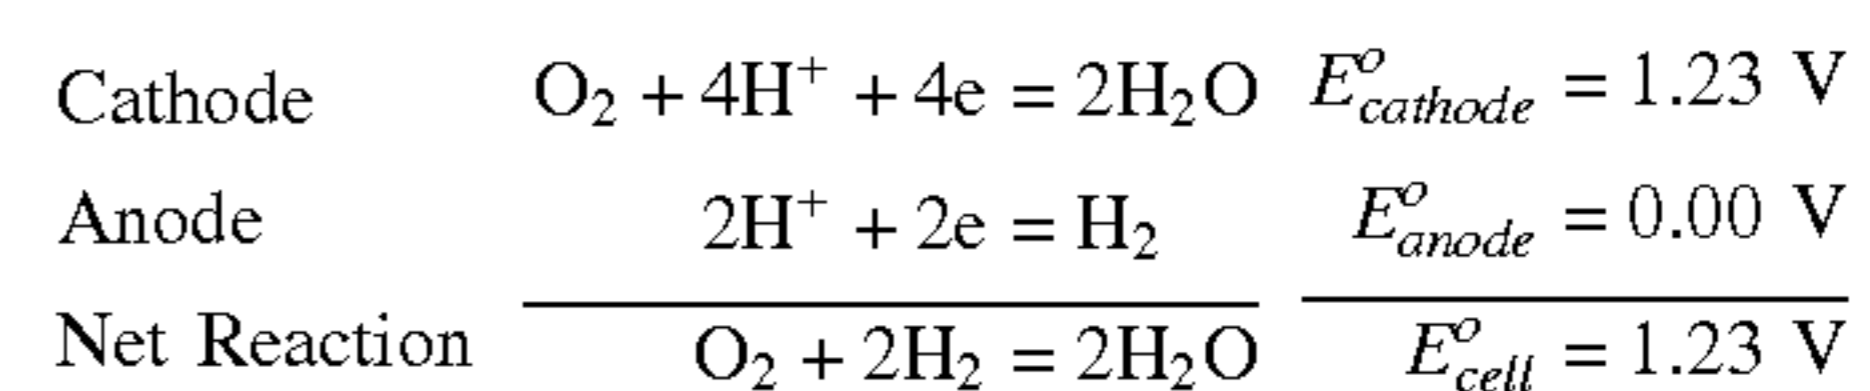 Cathode O₂ + 4H⁺ + 4e = 2H₂O E°cathode = 1.23 V
Anode 2H⁺ + 2e = H₂ E°anode = 0.00 V
Net Reaction O₂ + 2H₂ = 2H₂O E°cell = 1.23 V